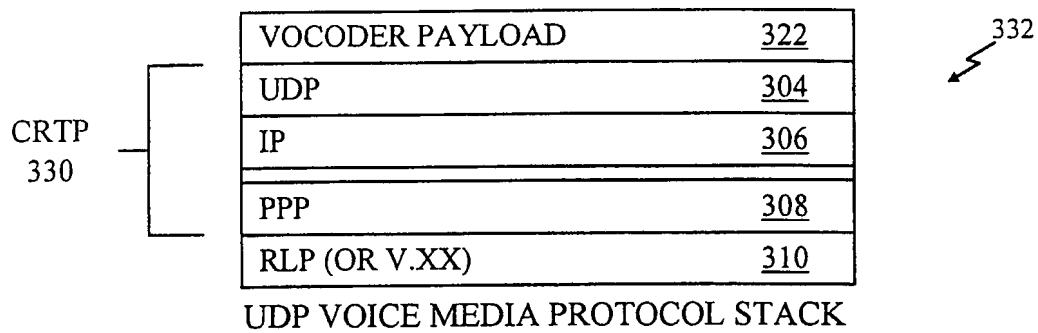 VOCODER PAYLOAD 322
332
UDP 304
CRTP
330
IP 306
PPP 308
RLP (OR V.XX) 310
UDP VOICE MEDIA PROTOCOL STACK